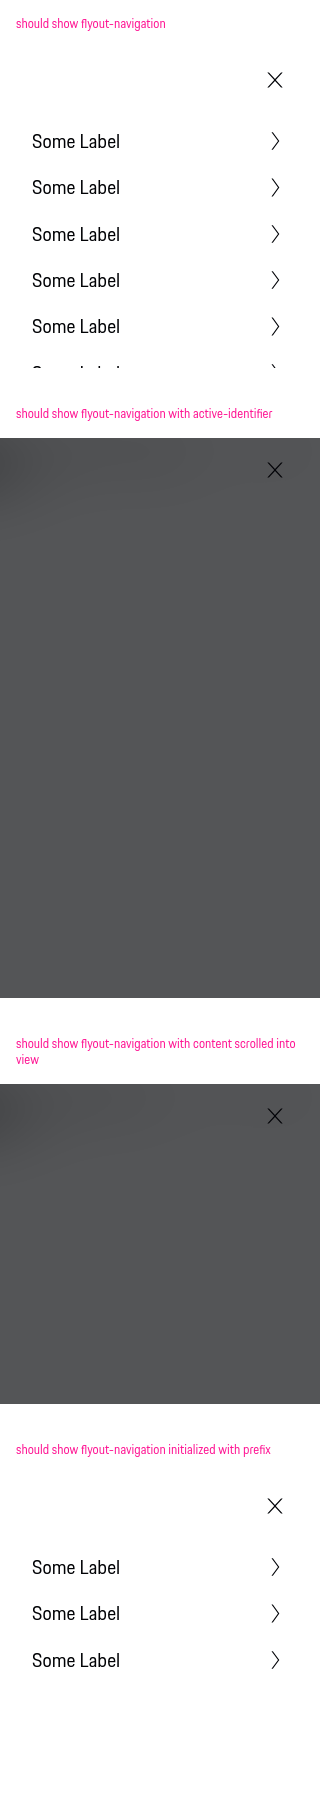 should show flyout-navigation
Some Label
Some Label
Some Label
Some Label
Some Label
should show flyout-navigation with active-identifier
should show flyout-navigation with content scrolled into
view
should show flyout-navigation initialized with prefix
Some Label
Some Label
Some Label